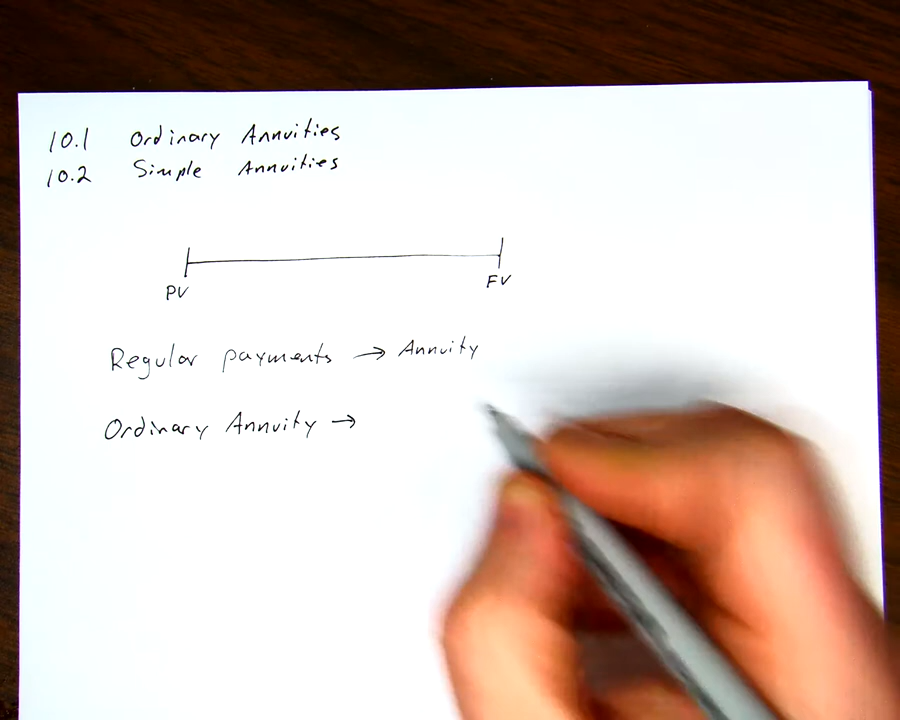 10.1 Ordinary Annuities
10.2 Simple Annuities
PV FV
Regular payments → Annuity
Ordinary Annuity →